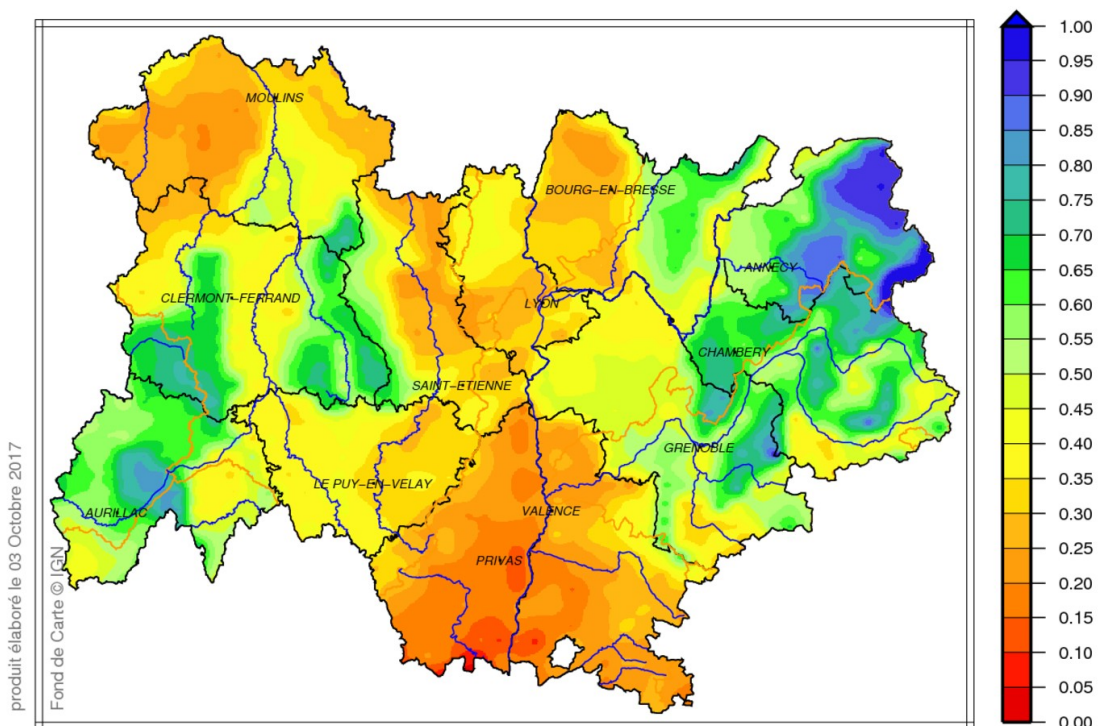 MOULINS
BOURG-EN-BRESSE
ANNECY
CLERMONT-FERRAND
LYON
CHAMBERY
SAINT-ETIENNE
GRENOBLE
LE PUY-EN-VELAY
AURILLAC
VALENCE
PRIVAS
produit élaboré le 03 Octobre 2017
Fond de Carte © IGN
1.00
0.95
0.90
0.85
0.80
0.75
0.70
0.65
0.60
0.55
0.50
0.45
0.40
0.35
0.30
0.25
0.20
0.15
0.10
0.05
0.00